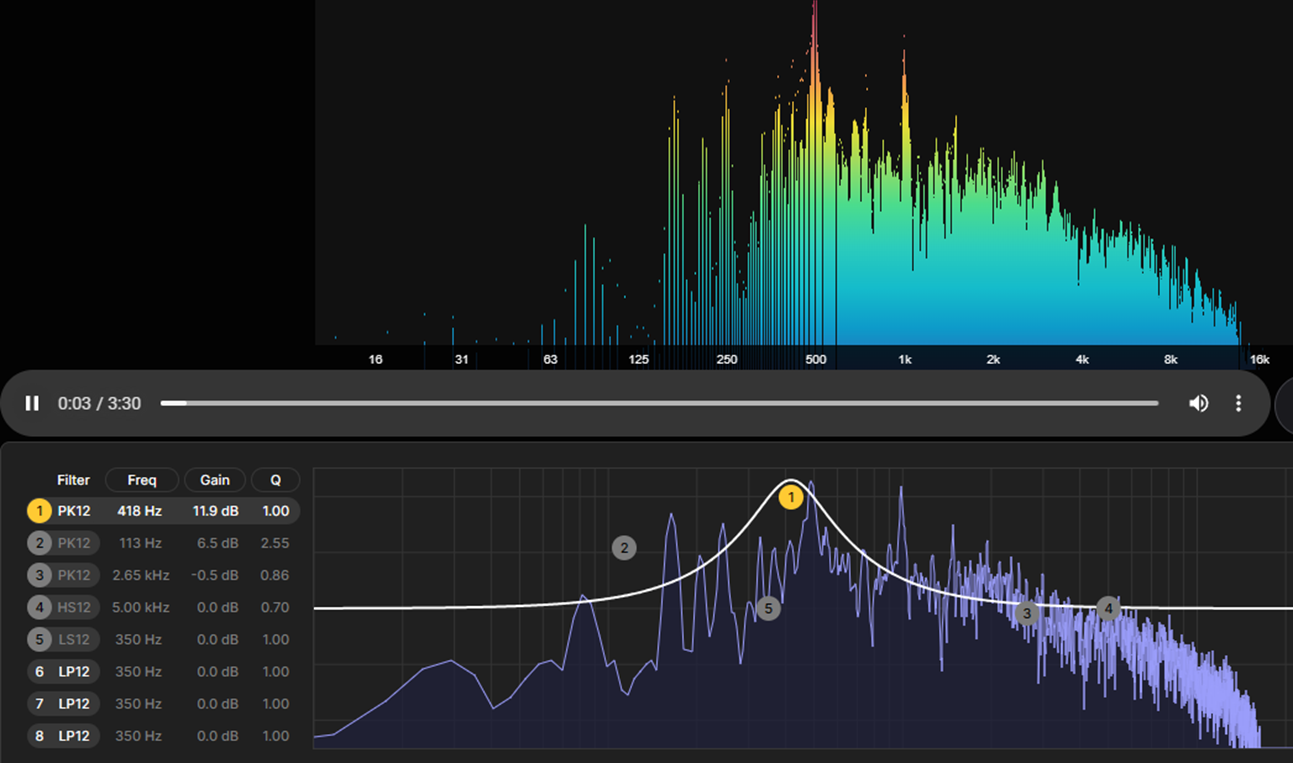 16 31 63 125 250 500 1k 2k 4k 8k 16k
0:03 / 3:30
Filter Freq Gain Q
1 PK12 418 Hz 11.9 dB 1.00
2 PK12 113 Hz 6.5 dB 2.55
3 PK12 2.65 kHz -0.5 dB 0.86
4 HS12 5.00 kHz 0.0 dB 0.70
5 LS12 350 Hz 0.0 dB 1.00
6 LP12 350 Hz 0.0 dB 1.00
7 LP12 350 Hz 0.0 dB 1.00
8 LP12 350 Hz 0.0 dB 1.00
1
2
5
3
4